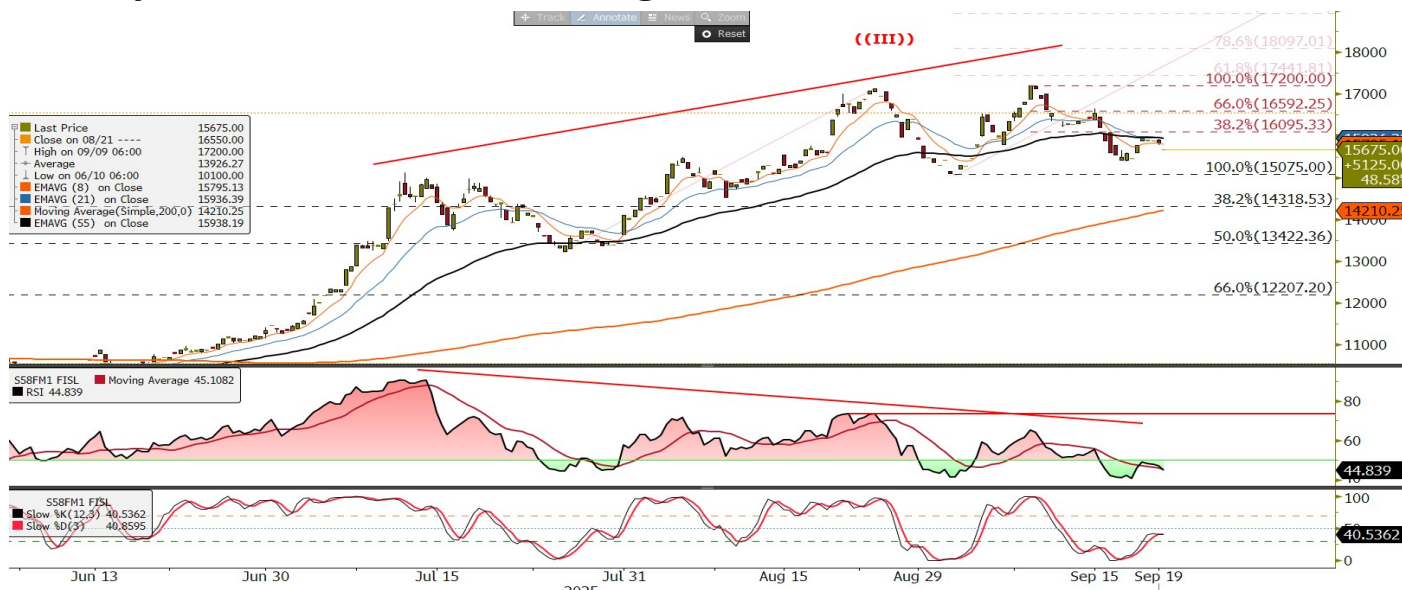 Track Annotate News Zoom
Reset
((III))
78.6%(18097.01)
61.8%(17441.81)
100.0%(17200.00)
66.0%(16592.25)
38.2%(16095.33)
100.0%(15075.00)
38.2%(14318.53)
50.0%(13422.36)
66.0%(12207.20)
18000
17000
16000
15675.00
+5125.00
48.58%
14210.25
14000
13000
12000
11000
Last Price 15675.00
Close on 08/21 ---- 16550.00
High on 09/09 06:00 17200.00
Average 13926.27
Low on 06/10 06:00 10100.00
EMAVG (8) on Close 15795.13
EMAVG (21) on Close 15936.39
Moving Average(Simple,200,0) 14210.25
EMAVG (55) on Close 15938.19
S58FM1 FISL Moving Average 45.1082
RSI 44.839
80
60
44.839
S58FM1 FISL
Slow %K(12,3) 40.5362
Slow %D(3) 40.8595
100
40.5362
0
Jun 13 Jun 30 Jul 15 Jul 31 Aug 15 Aug 29 Sep 15 Sep 19